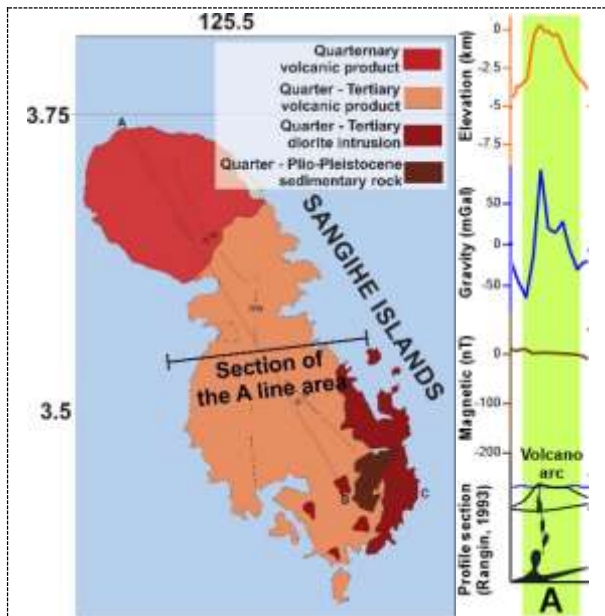 125.5
Quarternary
volcanic product
Quarter - Tertiary
volcanic product
Quarter - Tertiary
diorite intrusion
Quarter - Plio-Pleistocene
sedimentary rock
3.75
A
SANGIHE ISLANDS
Section of
the A line area
3.5
B
C
Elevation (km)
0
-2.5
-5
-7.5
Gravity (mGal)
50
0
-50
Magnetic (nT)
0
-100
-200
Profile section
(Rangin, 1993)
Volcano
arc
A